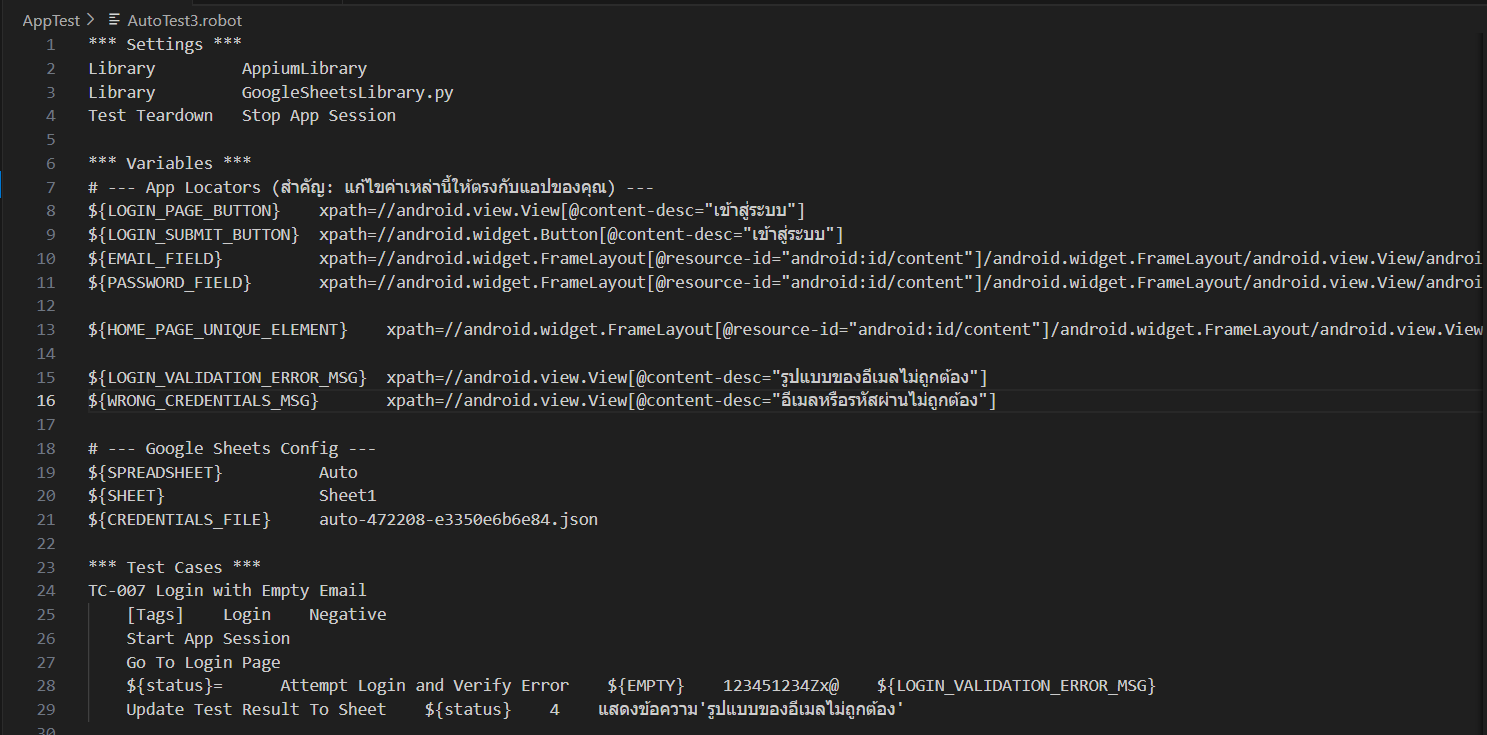 AppTest > AutoTest3.robot
1 *** Settings ***
2 Library AppiumLibrary
3 Library GoogleSheetsLibrary.py
4 Test Teardown Stop App Session
5
6 *** Variables ***
7 # --- App Locators (สำคัญ: แก้ไขค่าเหล่านี้ให้ตรงกับแอปของคุณ) ---
8 ${LOGIN_PAGE_BUTTON} xpath=//android.view.View[@content-desc="เข้าสู่ระบบ"]
9 ${LOGIN_SUBMIT_BUTTON} xpath=//android.widget.Button[@content-desc="เข้าสู่ระบบ"]
10 ${EMAIL_FIELD} xpath=//android.widget.FrameLayout[@resource-id="android:id/content"]/android.widget.FrameLayout/android.view.View/androi
11 ${PASSWORD_FIELD} xpath=//android.widget.FrameLayout[@resource-id="android:id/content"]/android.widget.FrameLayout/android.view.View/androi
12
13 ${HOME_PAGE_UNIQUE_ELEMENT} xpath=//android.widget.FrameLayout[@resource-id="android:id/content"]/android.widget.FrameLayout/android.view.View
14
15 ${LOGIN_VALIDATION_ERROR_MSG} xpath=//android.view.View[@content-desc="รูปแบบของอีเมลไม่ถูกต้อง"]
16 ${WRONG_CREDENTIALS_MSG} xpath=//android.view.View[@content-desc="อีเมลหรือรหัสผ่านไม่ถูกต้อง"]
17
18 # --- Google Sheets Config ---
19 ${SPREADSHEET} Auto
20 ${SHEET} Sheet1
21 ${CREDENTIALS_FILE} auto-472208-e3350e6b6e84.json
22
23 *** Test Cases ***
24 TC-007 Login with Empty Email
25 [Tags] Login Negative
26 Start App Session
27 Go To Login Page
28 ${status}= Attempt Login and Verify Error ${EMPTY} 123451234Zx@ ${LOGIN_VALIDATION_ERROR_MSG}
29 Update Test Result To Sheet ${status} 4 แสดงข้อความ'รูปแบบของอีเมลไม่ถูกต้อง'
30